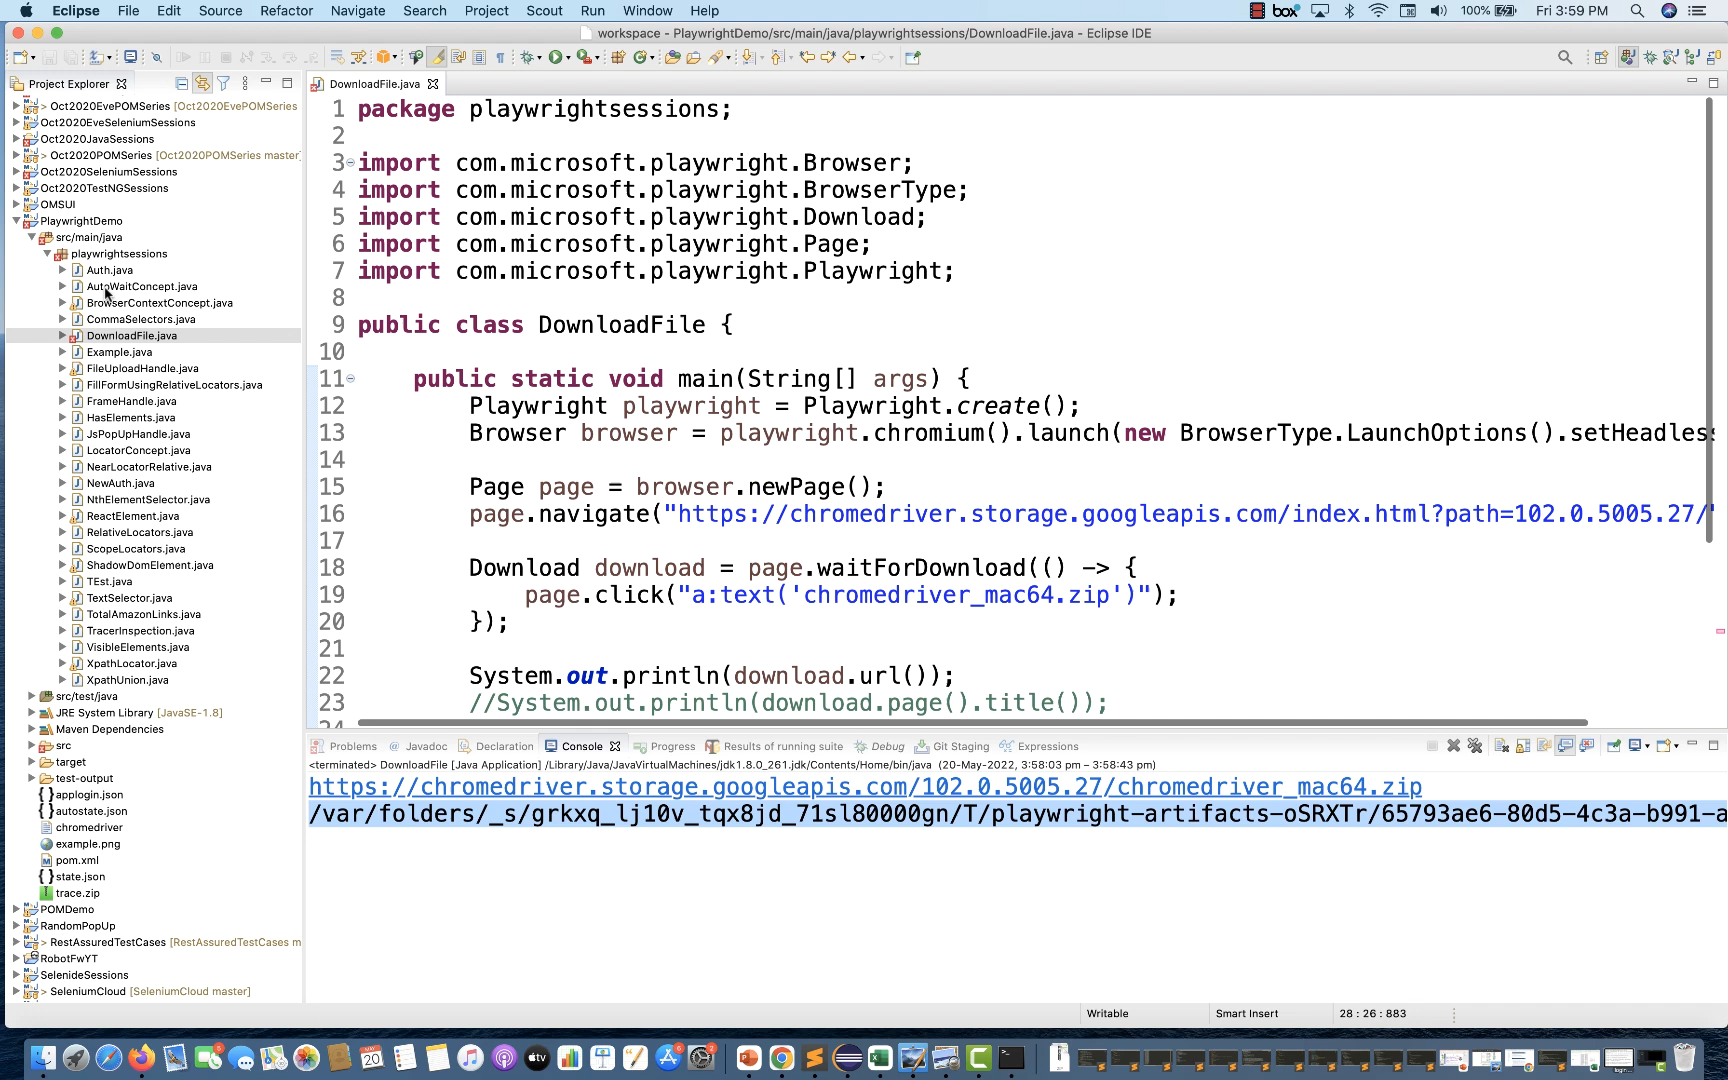 Eclipse File Edit Source Refactor Navigate Search Project Scout Run Window Help box 100% Fri 3:59 PM
workspace - PlaywrightDemo/src/main/java/playwrightsessions/DownloadFile.java - Eclipse IDE
Project Explorer
DownloadFile.java
> Oct2020EvePOMSeries [Oct2020EvePOMSeries
Oct2020EveSeleniumSessions
Oct2020JavaSessions
> Oct2020POMSeries [Oct2020POMSeries master]
Oct2020SeleniumSessions
Oct2020TestNGSessions
OMSUI
PlaywrightDemo
src/main/java
playwrightsessions
Auth.java
AutoWaitConcept.java
BrowserContextConcept.java
CommaSelectors.java
DownloadFile.java
Example.java
FileUploadHandle.java
FillFormUsingRelativeLocators.java
FrameHandle.java
HasElements.java
JsPopUpHandle.java
LocatorConcept.java
NearLocatorRelative.java
NewAuth.java
NthElementSelector.java
ReactElement.java
RelativeLocators.java
ScopeLocators.java
ShadowDomElement.java
TEst.java
TextSelector.java
TotalAmazonLinks.java
TracerInspection.java
VisibleElements.java
XpathLocator.java
XpathUnion.java
src/test/java
JRE System Library [JavaSE-1.8]
Maven Dependencies
src
target
test-output
applogin.json
autostate.json
chromedriver
example.png
pom.xml
state.json
trace.zip
POMDemo
RandomPopUp
> RestAssuredTestCases [RestAssuredTestCases m
RobotFwYT
SelenideSessions
> SeleniumCloud [SeleniumCloud master]
1 package playwrightsessions;
2
3 import com.microsoft.playwright.Browser;
4 import com.microsoft.playwright.BrowserType;
5 import com.microsoft.playwright.Download;
6 import com.microsoft.playwright.Page;
7 import com.microsoft.playwright.Playwright;
8
9 public class DownloadFile {
10
11 public static void main(String[] args) {
12 Playwright playwright = Playwright.create();
13 Browser browser = playwright.chromium().launch(new BrowserType.LaunchOptions().setHeadless
14
15 Page page = browser.newPage();
16 page.navigate("https://chromedriver.storage.googleapis.com/index.html?path=102.0.5005.27/"
17
18 Download download = page.waitForDownload(() -> {
19 page.click("a:text('chromedriver_mac64.zip')");
20 });
21
22 System.out.println(download.url());
23 //System.out.println(download.page().title());
24
Problems Javadoc Declaration Console Progress Results of running suite Debug Git Staging Expressions
<terminated> DownloadFile [Java Application] /Library/Java/JavaVirtualMachines/jdk1.8.0_261.jdk/Contents/Home/bin/java (20-May-2022, 3:58:03 pm – 3:58:43 pm)
https://chromedriver.storage.googleapis.com/102.0.5005.27/chromedriver_mac64.zip
/var/folders/_s/grkxq_lj10v_tqx8jd_71sl80000gn/T/playwright-artifacts-oSRXTr/65793ae6-80d5-4c3a-b991-a
Writable Smart Insert 28 : 26 : 883